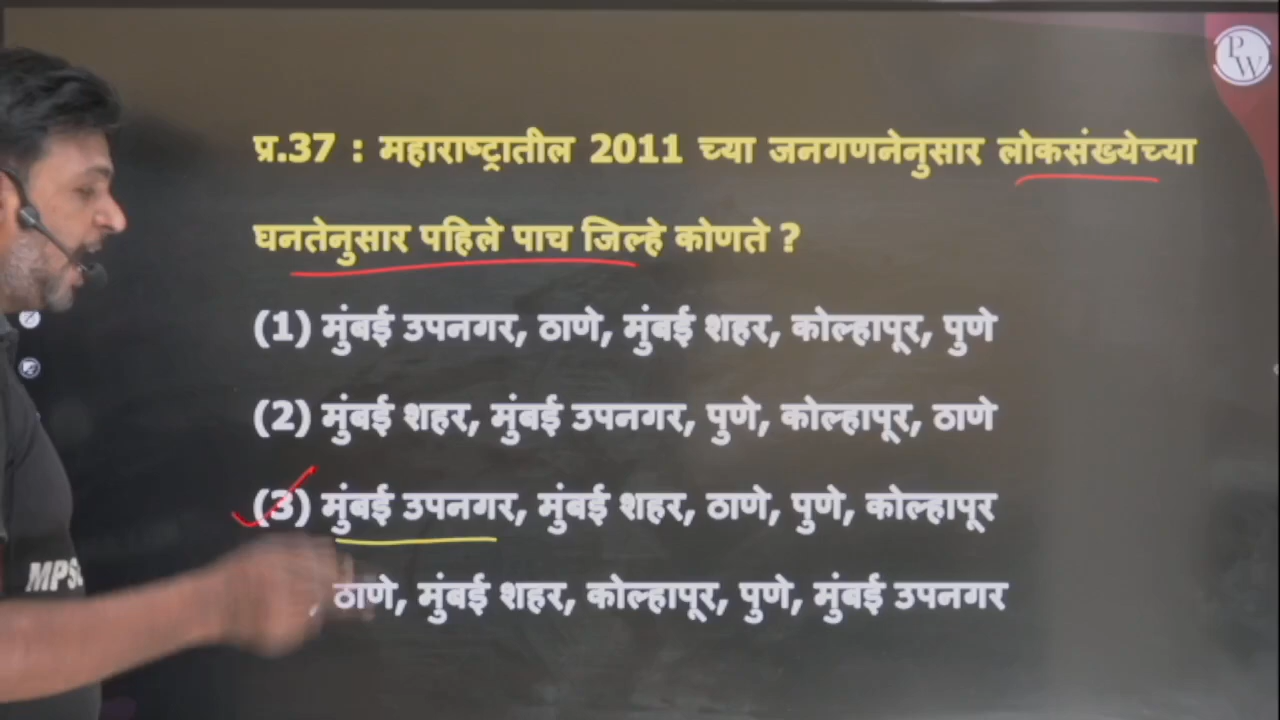 PW
प्र.37 : महाराष्ट्रातील 2011 च्या जनगणनेनुसार लोकसंख्येच्या
घनतेनुसार पहिले पाच जिल्हे कोणते ?
(1) मुंबई उपनगर, ठाणे, मुंबई शहर, कोल्हापूर, पुणे
(2) मुंबई शहर, मुंबई उपनगर, पुणे, कोल्हापूर, ठाणे
(3) मुंबई उपनगर, मुंबई शहर, ठाणे, पुणे, कोल्हापूर
ठाणे, मुंबई शहर, कोल्हापूर, पुणे, मुंबई उपनगर